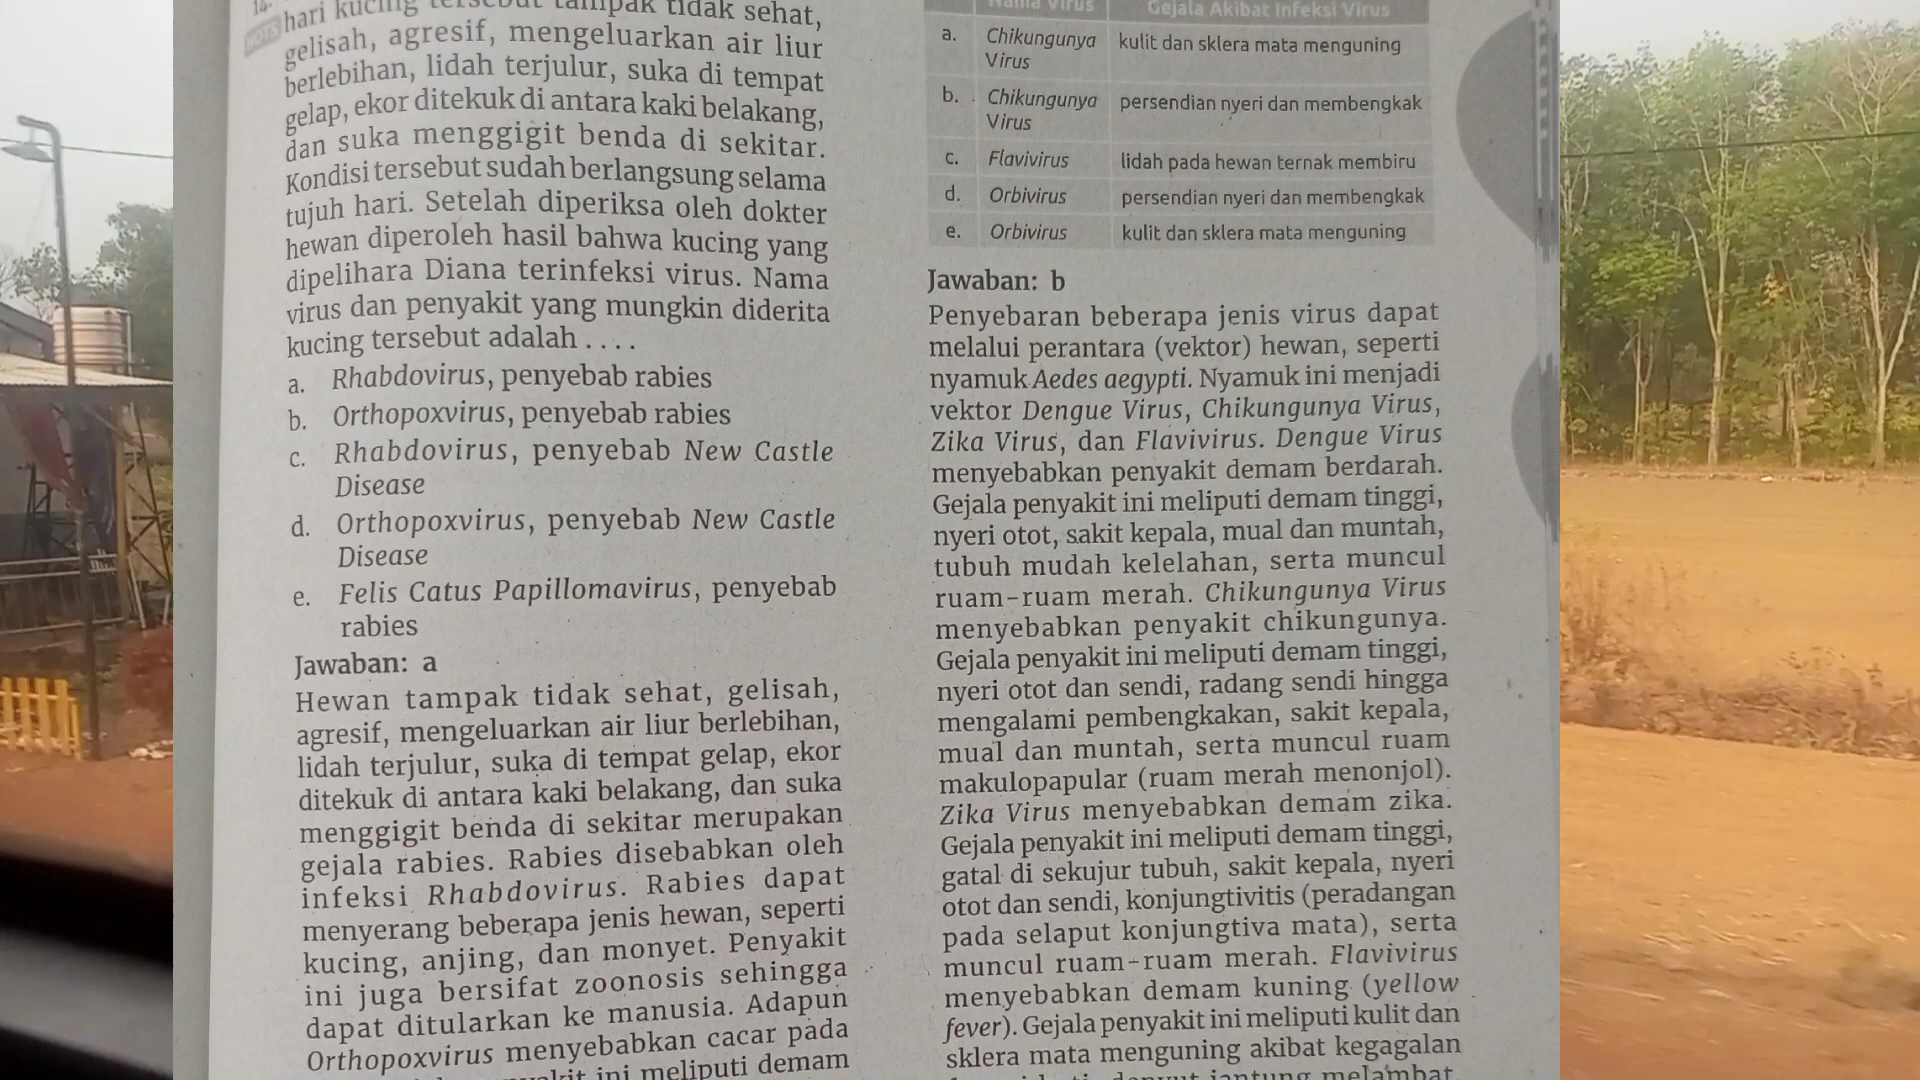 14.
HOTS
hari kucing tersebut tampak tidak sehat,
gelisah, agresif, mengeluarkan air liur
berlebihan, lidah terjulur, suka di tempat
gelap, ekor ditekuk di antara kaki belakang,
dan suka menggigit benda di sekitar.
Kondisi tersebut sudah berlangsung selama
tujuh hari. Setelah diperiksa oleh dokter
hewan diperoleh hasil bahwa kucing yang
dipelihara Diana terinfeksi virus. Nama
virus dan penyakit yang mungkin diderita
kucing tersebut adalah . . . .
a. Rhabdovirus, penyebab rabies
b. Orthopoxvirus, penyebab rabies
c. Rhabdovirus, penyebab New Castle
Disease
d. Orthopoxvirus, penyebab New Castle
Disease
e. Felis Catus Papillomavirus, penyebab
rabies
Jawaban: a
Hewan tampak tidak sehat, gelisah,
agresif, mengeluarkan air liur berlebihan,
lidah terjulur, suka di tempat gelap, ekor
ditekuk di antara kaki belakang, dan suka
menggigit benda di sekitar merupakan
gejala rabies. Rabies disebabkan oleh
infeksi Rhabdovirus. Rabies dapat
menyerang beberapa jenis hewan, seperti
kucing, anjing, dan monyet. Penyakit
ini juga bersifat zoonosis sehingga
dapat ditularkan ke manusia. Adapun
Orthopoxvirus menyebabkan cacar pada
ini meliputi demam
Nama Virus Gejala Akibat Infeksi Virus
a. Chikungunya kulit dan sklera mata menguning
Virus
b. Chikungunya persendian nyeri dan membengkak
Virus
c. Flavivirus lidah pada hewan ternak membiru
d. Orbivirus persendian nyeri dan membengkak
e. Orbivirus kulit dan sklera mata menguning
Jawaban: b
Penyebaran beberapa jenis virus dapat
melalui perantara (vektor) hewan, seperti
nyamuk Aedes aegypti. Nyamuk ini menjadi
vektor Dengue Virus, Chikungunya Virus,
Zika Virus, dan Flavivirus. Dengue Virus
menyebabkan penyakit demam berdarah.
Gejala penyakit ini meliputi demam tinggi,
nyeri otot, sakit kepala, mual dan muntah,
tubuh mudah kelelahan, serta muncul
ruam-ruam merah. Chikungunya Virus
menyebabkan penyakit chikungunya.
Gejala penyakit ini meliputi demam tinggi,
nyeri otot dan sendi, radang sendi hingga
mengalami pembengkakan, sakit kepala,
mual dan muntah, serta muncul ruam
makulopapular (ruam merah menonjol).
Zika Virus menyebabkan demam zika.
Gejala penyakit ini meliputi demam tinggi,
gatal di sekujur tubuh, sakit kepala, nyeri
otot dan sendi, konjungtivitis (peradangan
pada selaput konjungtiva mata), serta
muncul ruam-ruam merah. Flavivirus
menyebabkan demam kuning (yellow
fever). Gejala penyakit ini meliputi kulit dan
sklera mata menguning akibat kegagalan
denyut jantung melambat